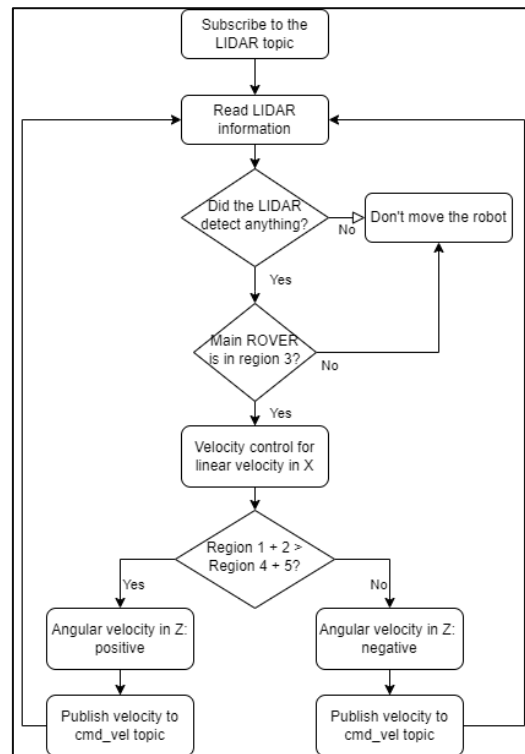 Subscribe to the
LIDAR topic
Read LIDAR
information
Did the LIDAR
detect anything?
No
Don't move the robot
Yes
Main ROVER
is in region 3?
No
Yes
Velocity control for
linear velocity in X
Region 1 + 2 >
Region 4 + 5?
Yes
No
Angular velocity in Z:
positive
Angular velocity in Z:
negative
Publish velocity to
cmd_vel topic
Publish velocity to
cmd_vel topic